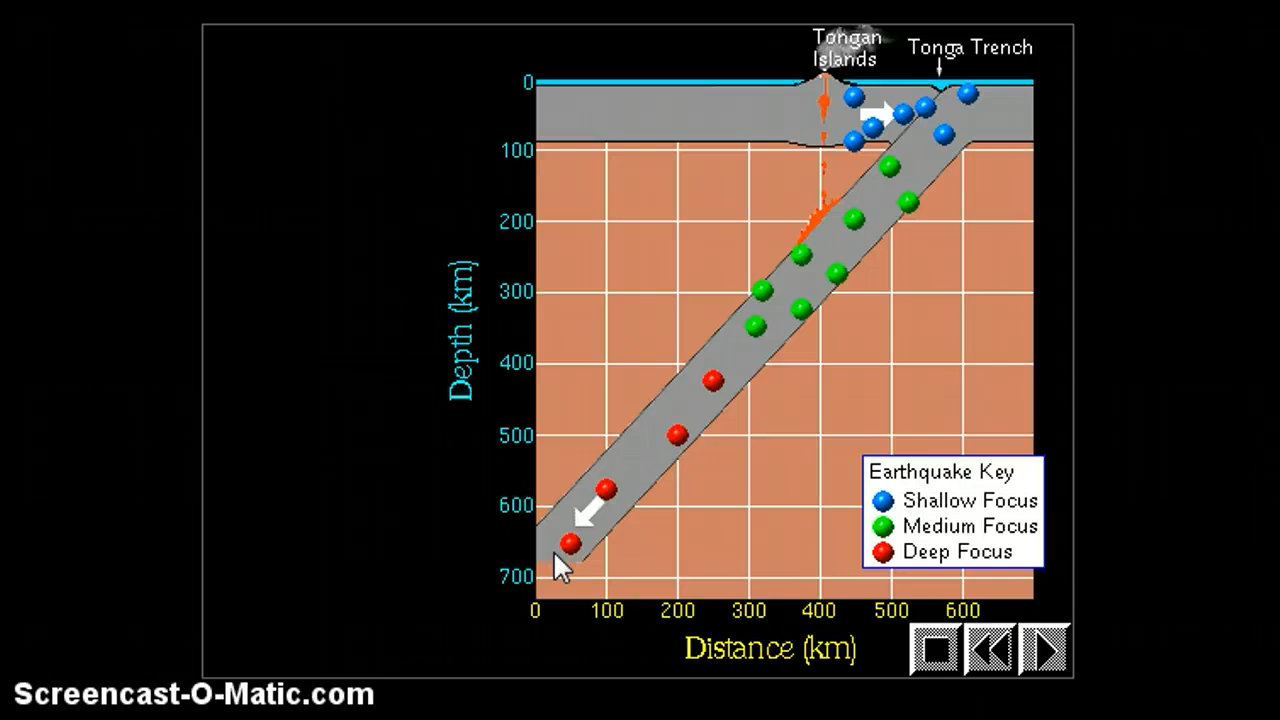 Tongan
Islands
Tonga Trench
0
100
200
300
400
500
600
700
Depth (km)
0 100 200 300 400 500 600
Distance (km)
Earthquake Key
Shallow Focus
Medium Focus
Deep Focus
Screencast-O-Matic.com